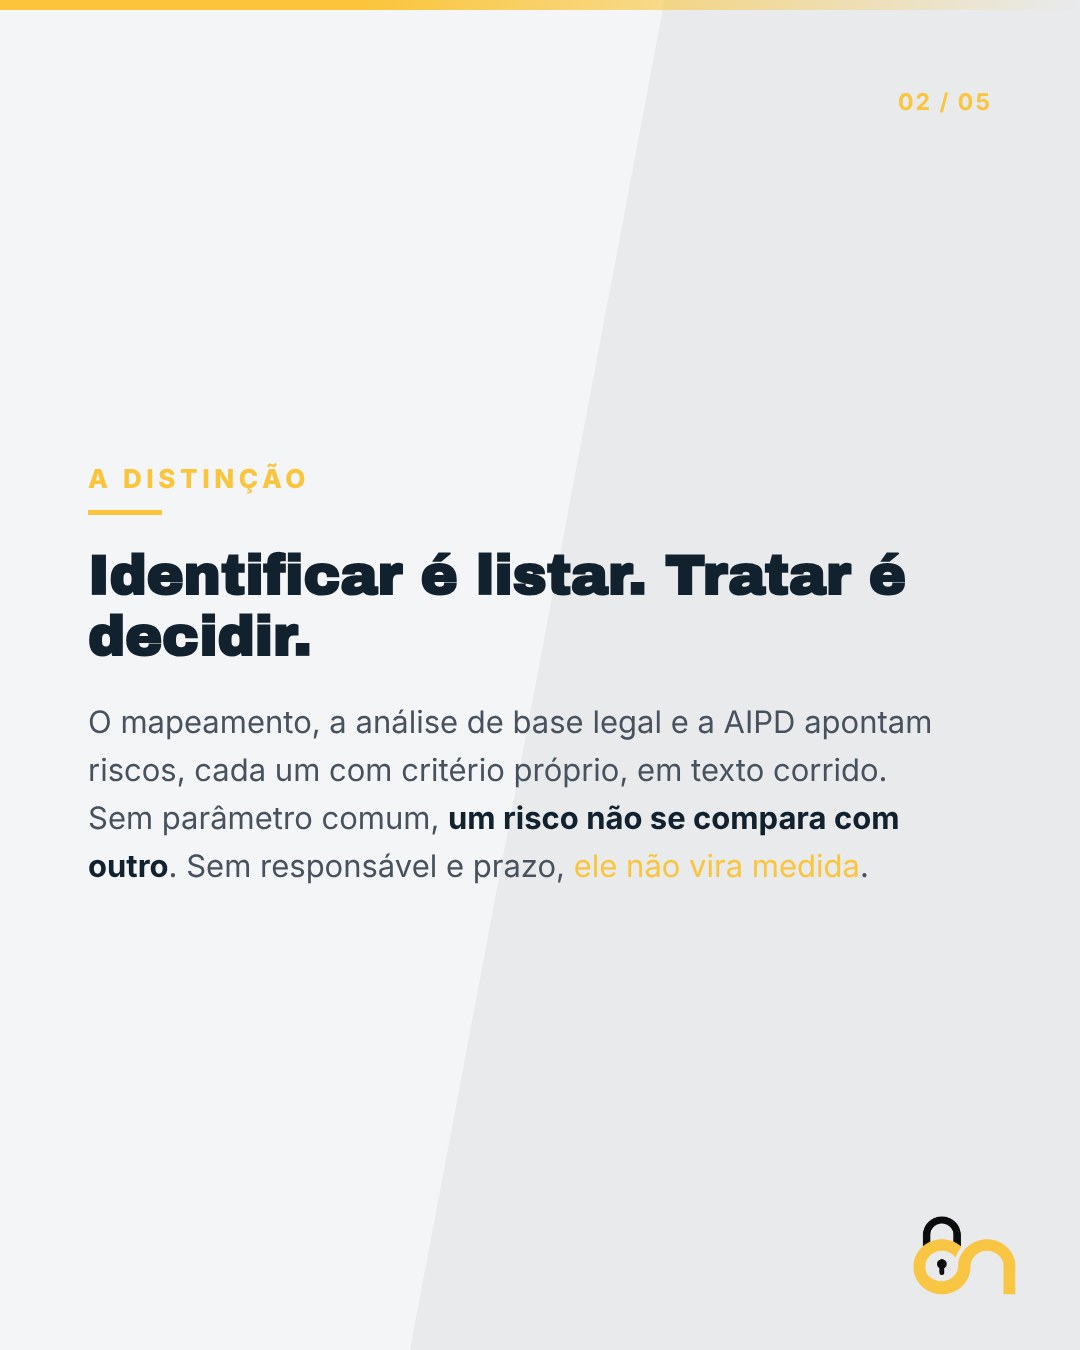 02 / 05
A DISTINÇÃO
Identificar é listar. Tratar é
decidir.
O mapeamento, a análise de base legal e a AIPD apontam
riscos, cada um com critério próprio, em texto corrido.
Sem parâmetro comum, um risco não se compara com
outro. Sem responsável e prazo, ele não vira medida.